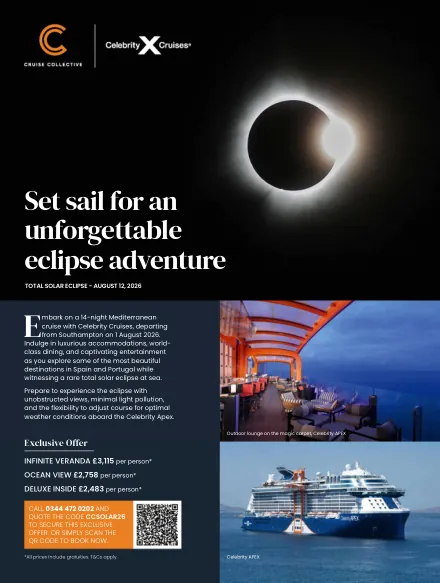 CRUISE COLLECTIVE
Celebrity X Cruises®
Set sail for an
unforgettable
eclipse adventure
TOTAL SOLAR ECLIPSE – AUGUST 12, 2026
Embark on a 14-night Mediterranean
cruise with Celebrity Cruises, departing
from Southampton on 1 August 2026.
Indulge in luxurious accommodations, world-
class dining, and captivating entertainment
as you explore some of the most beautiful
destinations in Spain and Portugal while
witnessing a rare total solar eclipse at sea.
Prepare to experience the eclipse with
unobstructed views, minimal light pollution,
and the flexibility to adjust course for optimal
weather conditions aboard the Celebrity Apex.
Exclusive Offer
INFINITE VERANDA £3,115 per person*
OCEAN VIEW £2,758 per person*
DELUXE INSIDE £2,483 per person*
CALL 0344 472 0202 AND
QUOTE THE CODE CCSOLAR26
TO SECURE THIS EXCLUSIVE
OFFER. OR SIMPLY SCAN THE
QR CODE TO BOOK NOW.
*All prices include gratuities. T&Cs apply.
Outdoor lounge on the magic carpet, Celebrity APEX
Celebrity APEX